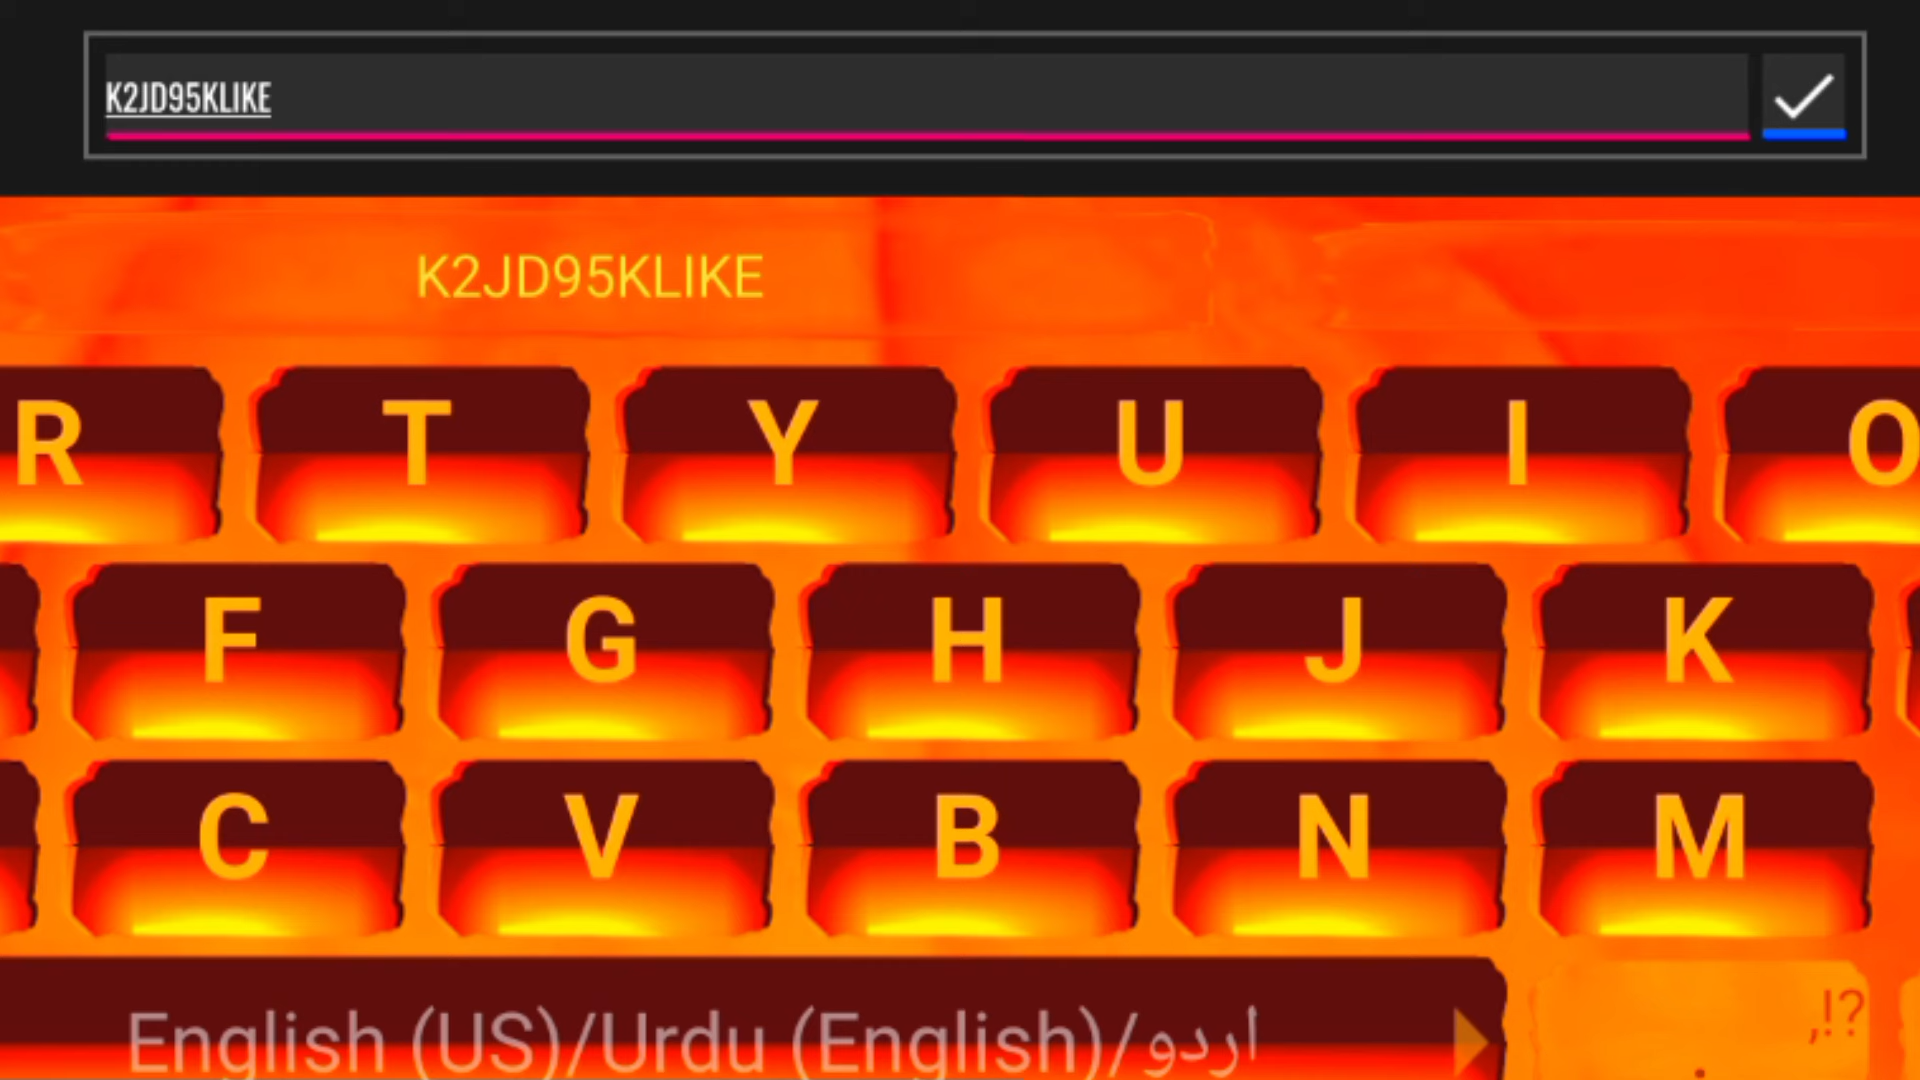 K2JD95KLIKE
K2JD95KLIKE
R T Y U I O
F G H J K
C V B N M
English (US)/Urdu (English)/اردو
,!?
.